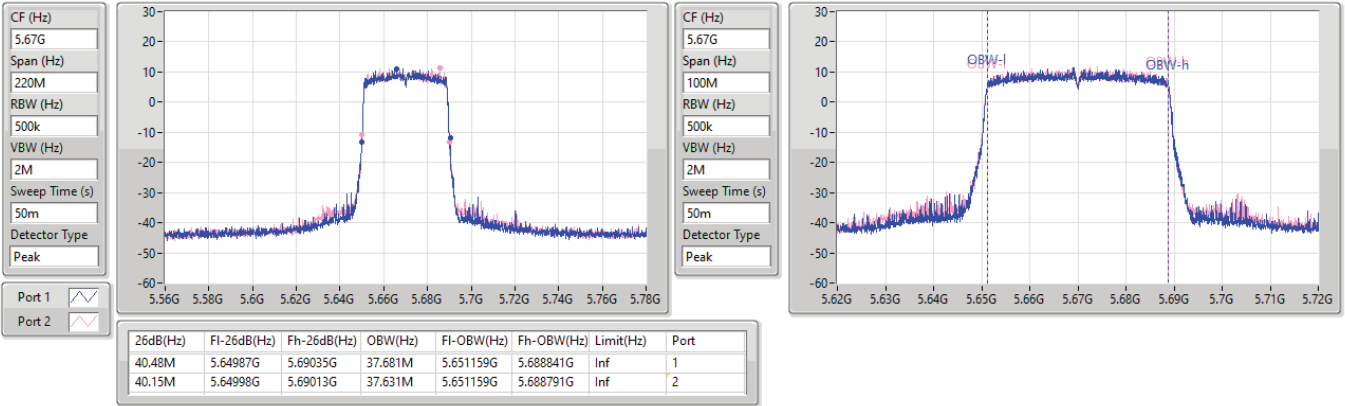 CF (Hz)
5.67G
Span (Hz)
220M
RBW (Hz)
500k
VBW (Hz)
2M
Sweep Time (s)
50m
Detector Type
Peak
Port 1
Port 2
30
20
10
0
-10
-20
-30
-40
-50
-60
5.56G 5.58G 5.6G 5.62G 5.64G 5.66G 5.68G 5.70G 5.72G 5.74G 5.76G 5.78G
CF (Hz)
5.67G
Span (Hz)
100M
RBW (Hz)
500k
VBW (Hz)
2M
Sweep Time (s)
50m
Detector Type
Peak
30
20
10
0
-10
-20
-30
-40
-50
-60
OBW-l
OBW-h
5.62G 5.63G 5.64G 5.65G 5.66G 5.67G 5.68G 5.69G 5.7G 5.71G 5.72G
26dB(Hz) Fl-26dB(Hz) Fh-26dB(Hz) OBW(Hz) Fl-OBW(Hz) Fh-OBW(Hz) Limit(Hz) Port
40.48M 5.64987G 5.69035G 37.681M 5.651159G 5.688841G Inf 1
40.15M 5.64998G 5.69013G 37.631M 5.651159G 5.688791G Inf 2